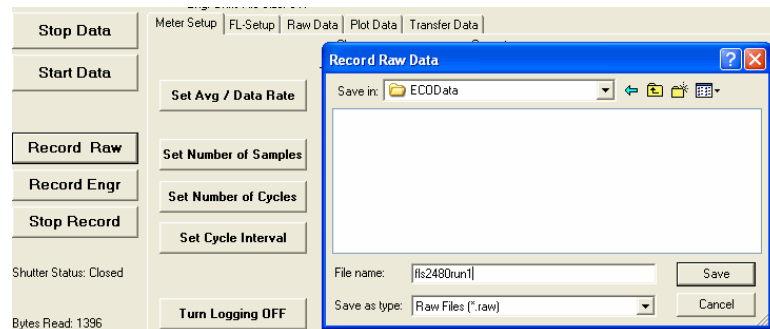 Stop Data
Start Data
Record Raw
Record Engr
Stop Record
Shutter Status: Closed
Bytes Read: 1396
Meter Setup FL-Setup Raw Data Plot Data Transfer Data
Set Avg / Data Rate
Set Number of Samples
Set Number of Cycles
Set Cycle Interval
Turn Logging OFF
Record Raw Data
Save in: ECOData
File name: fls2480run1
Save
Save as type: Raw Files (*.raw)
Cancel